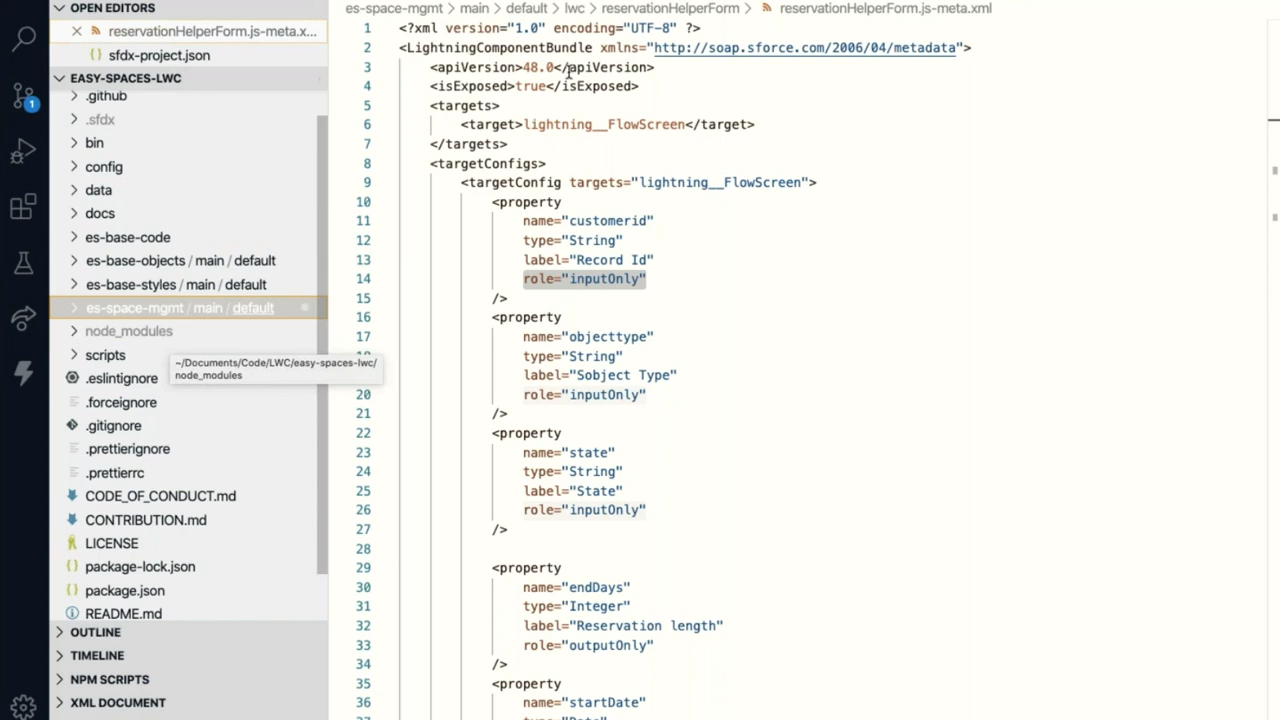 OPEN EDITORS
reservationHelperForm.js-meta.x...
sfdx-project.json
EASY-SPACES-LWC
.github
.sfdx
bin
config
data
docs
es-base-code
es-base-objects / main / default
es-base-styles / main / default
es-space-mgmt / main / default
node_modules
scripts
~/Documents/Code/LWC/easy-spaces-lwc/
node_modules
.eslintignore
.forceignore
.gitignore
.prettierignore
.prettierrc
CODE_OF_CONDUCT.md
CONTRIBUTION.md
LICENSE
package-lock.json
package.json
README.md
OUTLINE
TIMELINE
NPM SCRIPTS
XML DOCUMENT
1
es-space-mgmt > main > default > lwc > reservationHelperForm > reservationHelperForm.js-meta.xml
1 <?xml version="1.0" encoding="UTF-8" ?>
2 <LightningComponentBundle xmlns="http://soap.sforce.com/2006/04/metadata">
3 <apiVersion>48.0</apiVersion>
4 <isExposed>true</isExposed>
5 <targets>
6 <target>lightning__FlowScreen</target>
7 </targets>
8 <targetConfigs>
9 <targetConfig targets="lightning__FlowScreen">
10 <property
11 name="customerid"
12 type="String"
13 label="Record Id"
14 role="inputOnly"
15 />
16 <property
17 name="objecttype"
type="String"
label="Sobject Type"
20 role="inputOnly"
21 />
22 <property
23 name="state"
24 type="String"
25 label="State"
26 role="inputOnly"
27 />
28
29 <property
30 name="endDays"
31 type="Integer"
32 label="Reservation length"
33 role="outputOnly"
34 />
35 <property
36 name="startDate"